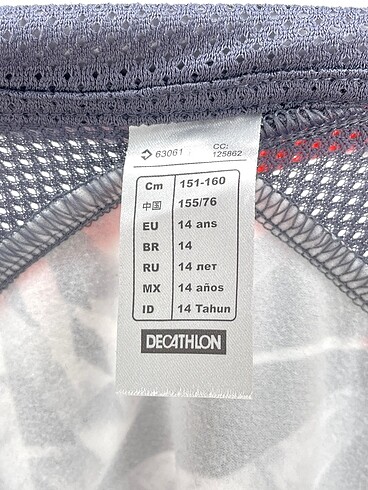 63061 CC: 125862
Cm 151-160
中国 155/76
EU 14 ans
BR 14
RU 14 лет
MX 14 años
ID 14 Tahun
DECATHLON